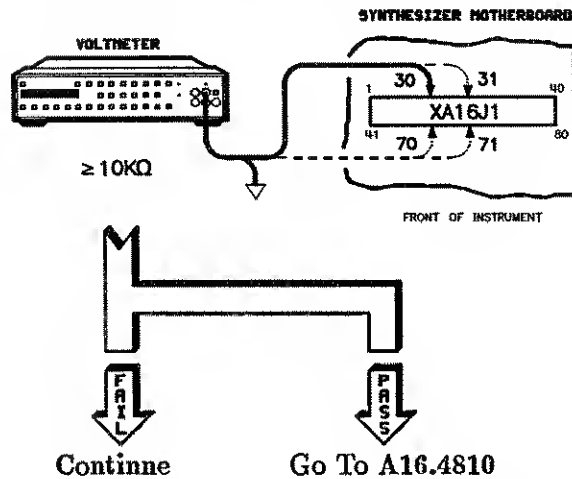 SYNTHESIZER MOTHERBOARD
VOLTMETER
30 31
1 40
XA16J1
41 80
70 71
≥ 10KΩ
FRONT OF INSTRUMENT
FAIL
PASS
Continne
Go To A16.4810